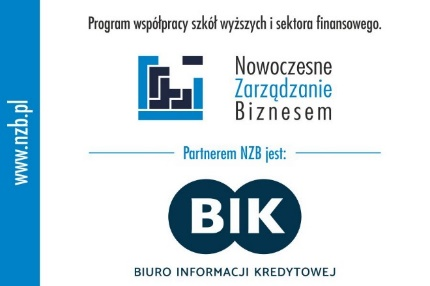 Program współpracy szkół wyższych i sektora finansowego.
www.nzb.pl
Nowoczesne
Zarządzanie
Biznesem
Partnerem NZB jest:
BIK
BIURO INFORMACJI KREDYTOWEJ